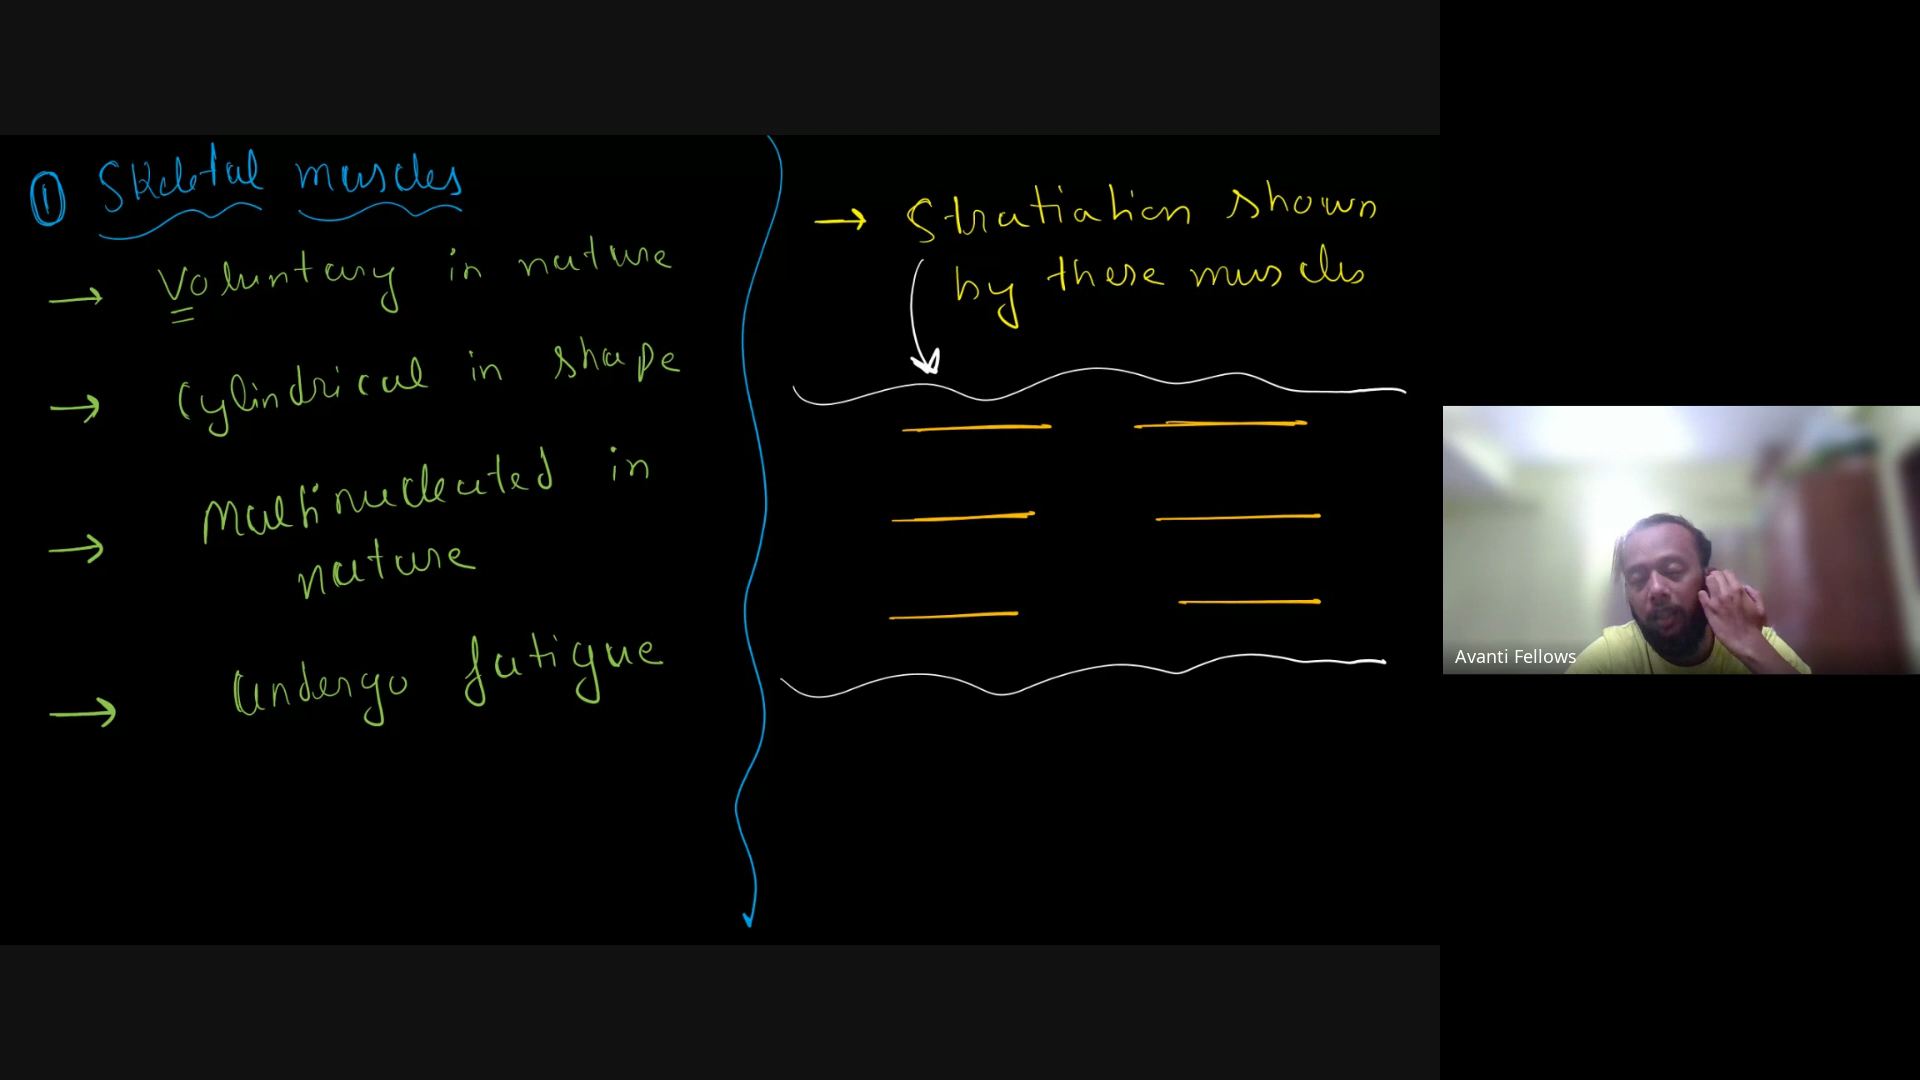 ① Skeletal muscles
→ Voluntary in nature
→ Cylindrical in shape
→ Multinucleated in
nature
→ Undergo fatigue
→ Stratiation shown
by these muscles
Avanti Fellows